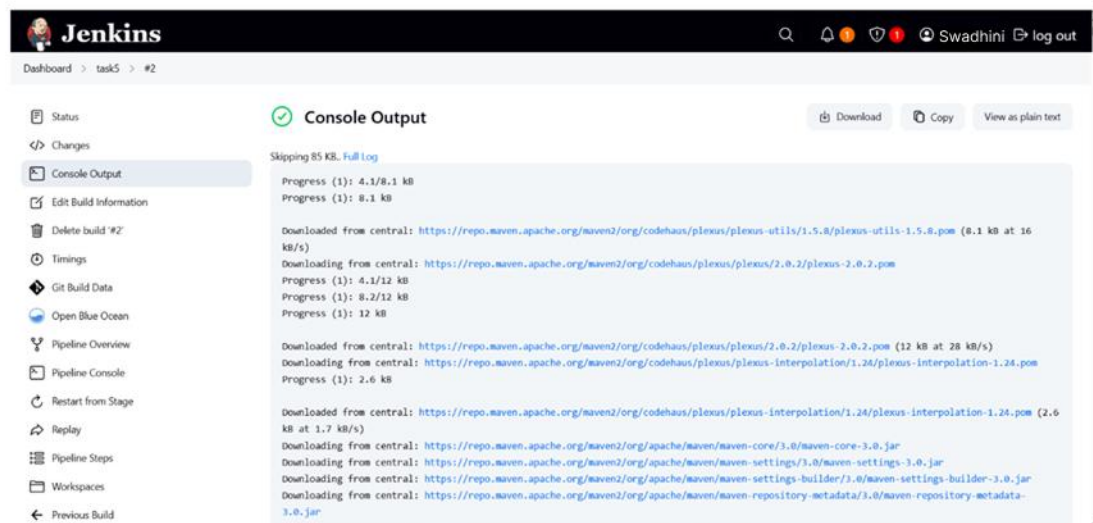 Jenkins
1 1 Swadhini log out
Dashboard > task5 > #2
Status
Changes
Console Output
Edit Build Information
Delete build '#2'
Timings
Git Build Data
Open Blue Ocean
Pipeline Overview
Pipeline Console
Restart from Stage
Replay
Pipeline Steps
Workspaces
Previous Build
Console Output
Download Copy View as plain text
Skipping 85 KB.. Full Log
Progress (1): 4.1/8.1 kB
Progress (1): 8.1 kB
Downloaded from central: https://repo.maven.apache.org/maven2/org/codehaus/plexus/plexus-utils/1.5.8/plexus-utils-1.5.8.pom (8.1 kB at 16
kB/s)
Downloading from central: https://repo.maven.apache.org/maven2/org/codehaus/plexus/plexus/2.0.2/plexus-2.0.2.pom
Progress (1): 4.1/12 kB
Progress (1): 8.2/12 kB
Progress (1): 12 kB
Downloaded from central: https://repo.maven.apache.org/maven2/org/codehaus/plexus/plexus/2.0.2/plexus-2.0.2.pom (12 kB at 28 kB/s)
Downloading from central: https://repo.maven.apache.org/maven2/org/codehaus/plexus/plexus-interpolation/1.24/plexus-interpolation-1.24.pom
Progress (1): 2.6 kB
Downloaded from central: https://repo.maven.apache.org/maven2/org/codehaus/plexus/plexus-interpolation/1.24/plexus-interpolation-1.24.pom (2.6
kB at 1.7 kB/s)
Downloading from central: https://repo.maven.apache.org/maven2/org/apache/maven/maven-core/3.0/maven-core-3.0.jar
Downloading from central: https://repo.maven.apache.org/maven2/org/apache/maven/maven-settings/3.0/maven-settings-3.0.jar
Downloading from central: https://repo.maven.apache.org/maven2/org/apache/maven/maven-settings-builder/3.0/maven-settings-builder-3.0.jar
Downloading from central: https://repo.maven.apache.org/maven2/org/apache/maven/maven-repository-metadata/3.0/maven-repository-metadata-
3.0.jar